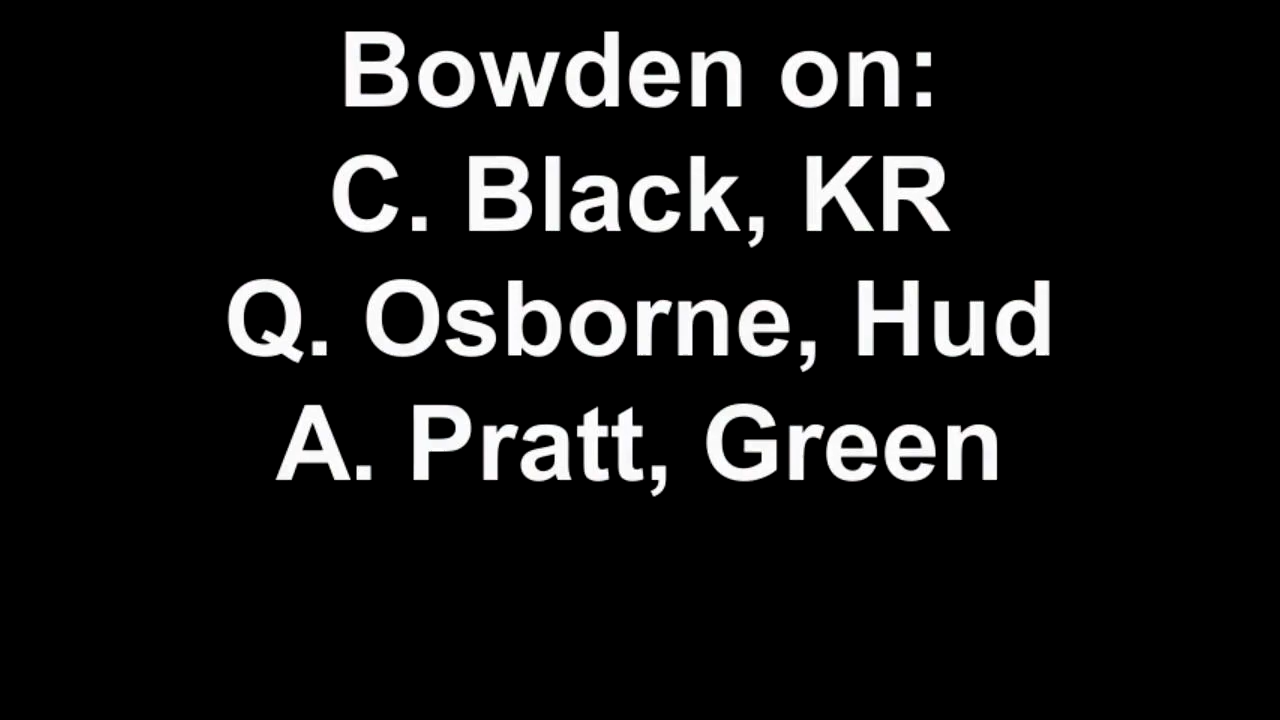 Bowden on:
C. Black, KR
Q. Osborne, Hud
A. Pratt, Green